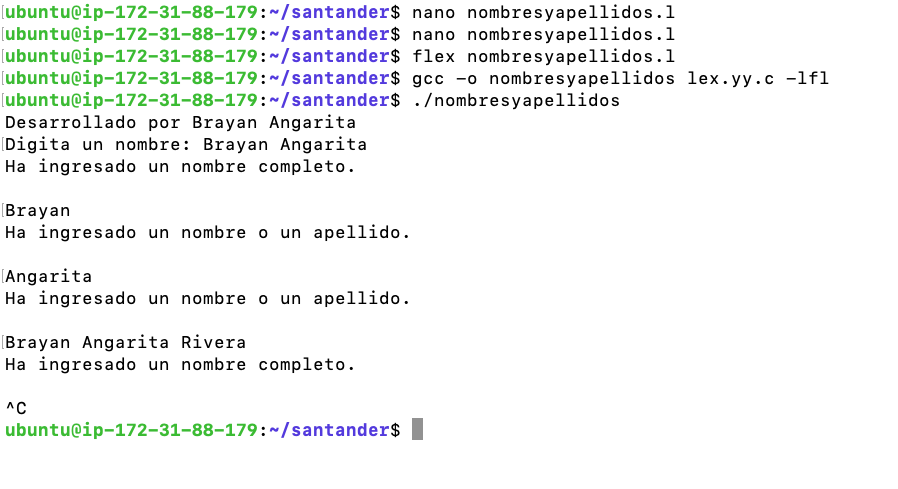 ubuntu@ip-172-31-88-179:~/santander$ nano nombresyapellidos.l
ubuntu@ip-172-31-88-179:~/santander$ nano nombresyapellidos.l
ubuntu@ip-172-31-88-179:~/santander$ flex nombresyapellidos.l
ubuntu@ip-172-31-88-179:~/santander$ gcc -o nombresyapellidos lex.yy.c -lfl
ubuntu@ip-172-31-88-179:~/santander$ ./nombresyapellidos
Desarrollado por Brayan Angarita
Digita un nombre: Brayan Angarita
Ha ingresado un nombre completo.
Brayan
Ha ingresado un nombre o un apellido.
Angarita
Ha ingresado un nombre o un apellido.
Brayan Angarita Rivera
Ha ingresado un nombre completo.
^C
ubuntu@ip-172-31-88-179:~/santander$